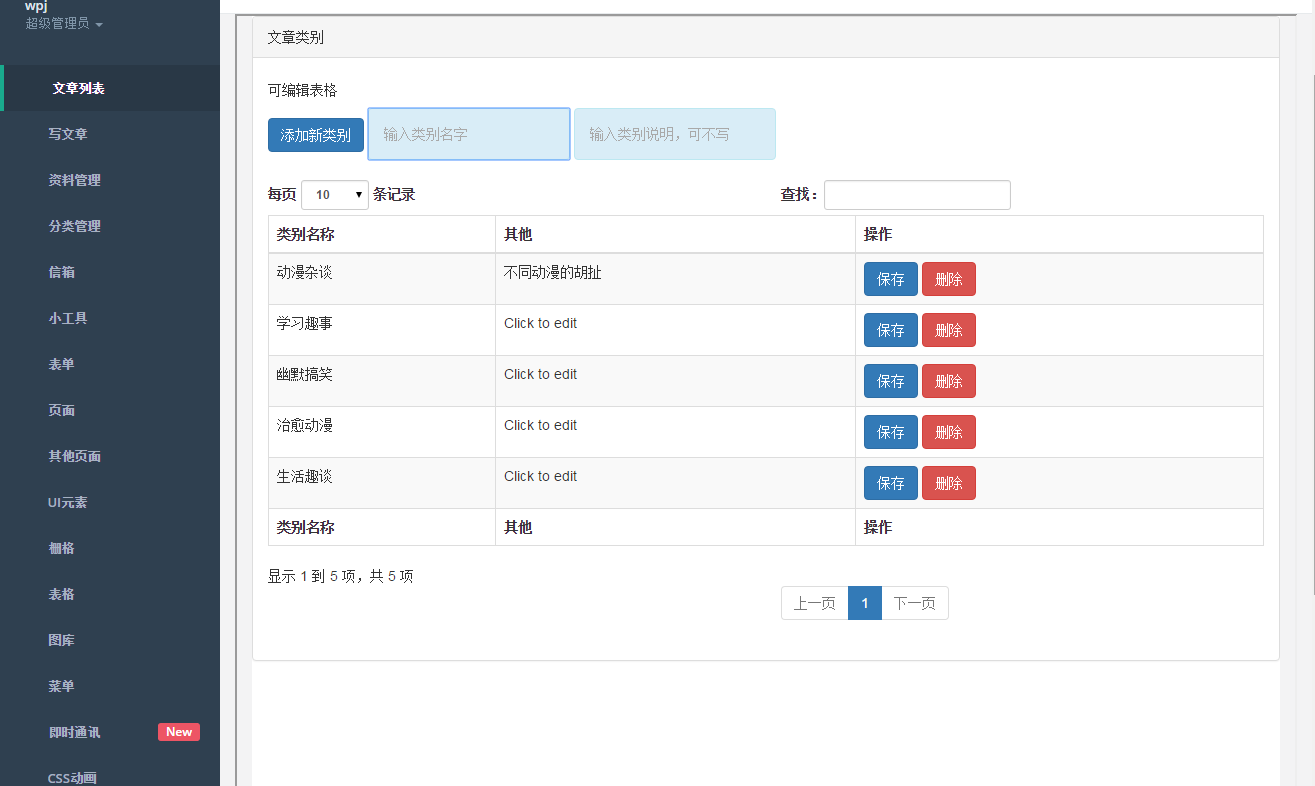 wpj
超级管理员
文章列表
写文章
资料管理
分类管理
信箱
小工具
表单
页面
其他页面
UI元素
栅格
表格
图库
菜单
即时通讯 New
CSS动画
文章类别
可编辑表格
添加新类别 输入类别名字 输入类别说明，可不写
每页 10 条记录 查找：
类别名称 其他 操作
动漫杂谈 不同动漫的胡扯 保存 删除
学习趣事 Click to edit 保存 删除
幽默搞笑 Click to edit 保存 删除
治愈动漫 Click to edit 保存 删除
生活趣谈 Click to edit 保存 删除
类别名称 其他 操作
显示 1 到 5 项，共 5 项
上一页 1 下一页